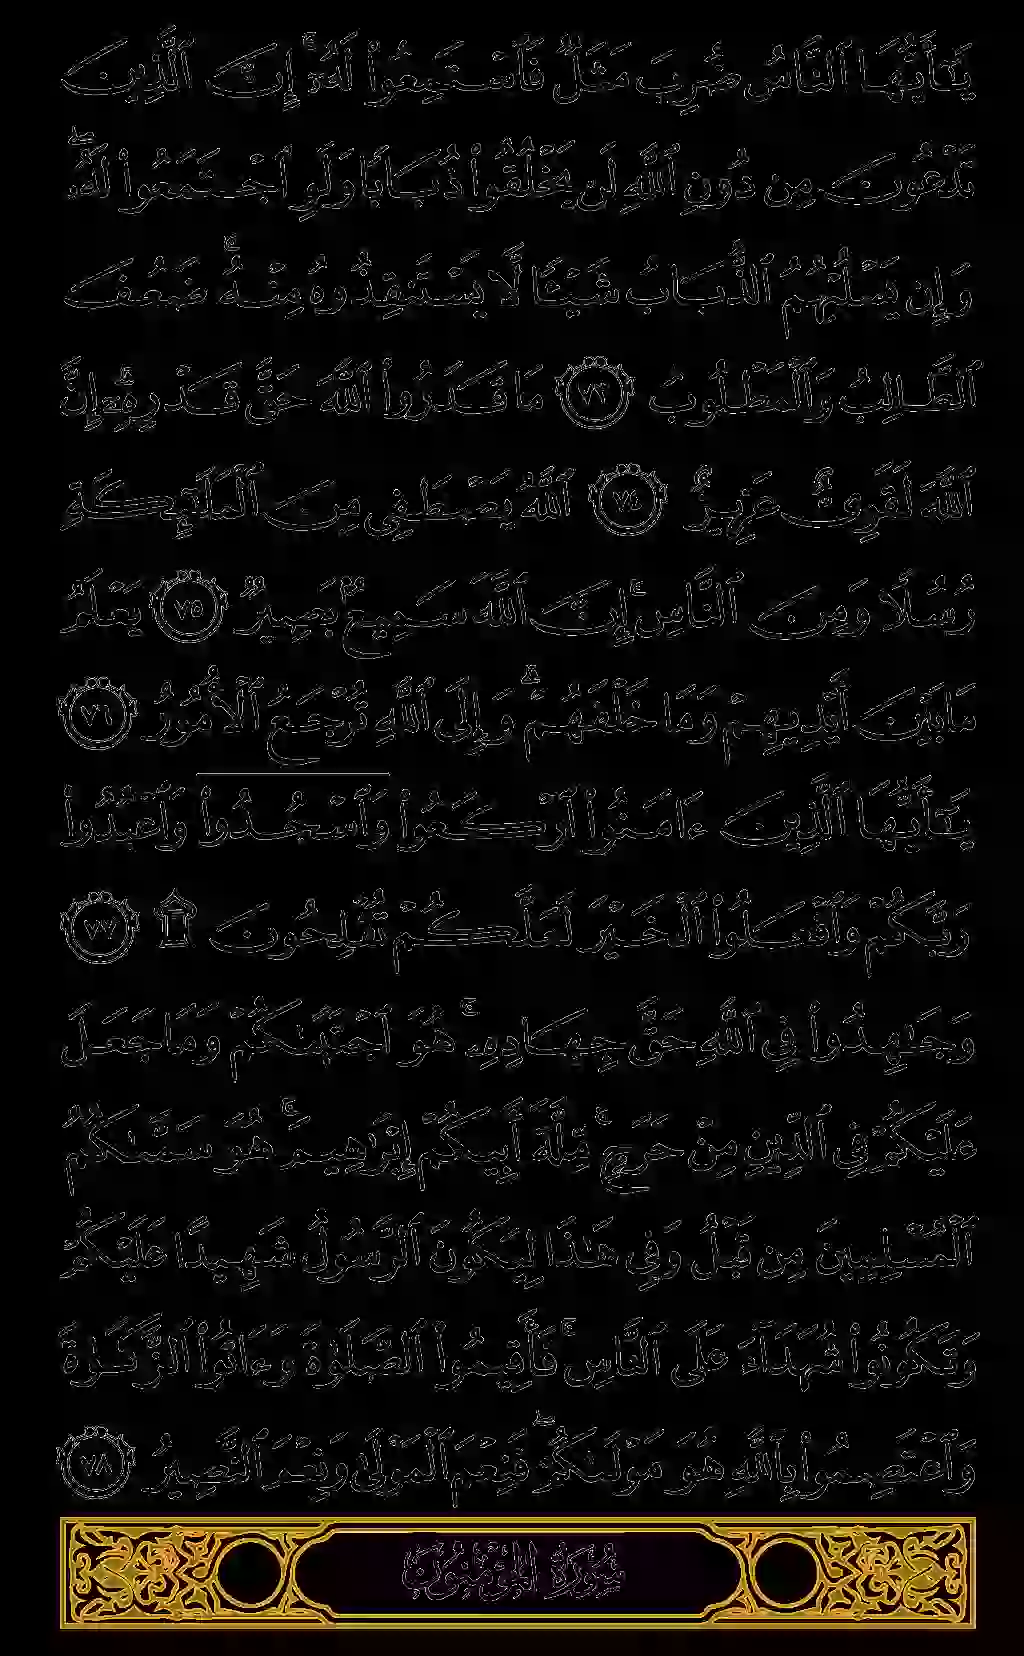 يَـٰٓأَيُّهَا ٱلنَّاسُ ضُرِبَ مَثَلٌ فَٱسْتَمِعُوا۟ لَهُۥٓ ۚ إِنَّ ٱلَّذِينَ
تَدْعُونَ مِن دُونِ ٱللَّهِ لَن يَخْلُقُوا۟ ذُبَابًا وَلَوِ ٱجْتَمَعُوا۟ لَهُۥ ۖ
وَإِن يَسْلُبْهُمُ ٱلذُّبَابُ شَيْـًٔا لَّا يَسْتَنقِذُوهُ مِنْهُ ۚ ضَعُفَ
ٱلطَّالِبُ وَٱلْمَطْلُوبُ ٧٣ مَا قَدَرُوا۟ ٱللَّهَ حَقَّ قَدْرِهِۦٓ ۗ إِنَّ
ٱللَّهَ لَقَوِىٌّ عَزِيزٌ ٧٤ ٱللَّهُ يَصْطَفِى مِنَ ٱلْمَلَـٰٓئِكَةِ
رُسُلًا وَمِنَ ٱلنَّاسِ ۚ إِنَّ ٱللَّهَ سَمِيعٌۢ بَصِيرٌ ٧٥ يَعْلَمُ
مَا بَيْنَ أَيْدِيهِمْ وَمَا خَلْفَهُمْ ۗ وَإِلَى ٱللَّهِ تُرْجَعُ ٱلْأُمُورُ ٧٦
يَـٰٓأَيُّهَا ٱلَّذِينَ ءَامَنُوا۟ ٱرْكَعُوا۟ وَٱسْجُدُوا۟ وَٱعْبُدُوا۟
رَبَّكُمْ وَٱفْعَلُوا۟ ٱلْخَيْرَ لَعَلَّكُمْ تُفْلِحُونَ ۩ ٧٧
وَجَـٰهِدُوا۟ فِى ٱللَّهِ حَقَّ جِهَادِهِۦ ۚ هُوَ ٱجْتَبَىٰكُمْ وَمَا جَعَلَ
عَلَيْكُمْ فِى ٱلدِّينِ مِنْ حَرَجٍ ۚ مِّلَّةَ أَبِيكُمْ إِبْرَٰهِيمَ ۚ هُوَ سَمَّىٰكُمُ
ٱلْمُسْلِمِينَ مِن قَبْلُ وَفِى هَـٰذَا لِيَكُونَ ٱلرَّسُولُ شَهِيدًا عَلَيْكُمْ
وَتَكُونُوا۟ شُهَدَآءَ عَلَى ٱلنَّاسِ ۚ فَأَقِيمُوا۟ ٱلصَّلَوٰةَ وَءَاتُوا۟ ٱلزَّكَوٰةَ
وَٱعْتَصِمُوا۟ بِٱللَّهِ هُوَ مَوْلَىٰكُمْ ۖ فَنِعْمَ ٱلْمَوْلَىٰ وَنِعْمَ ٱلنَّصِيرُ ٧٨
سُورَةُ المُؤْمِنُونَ